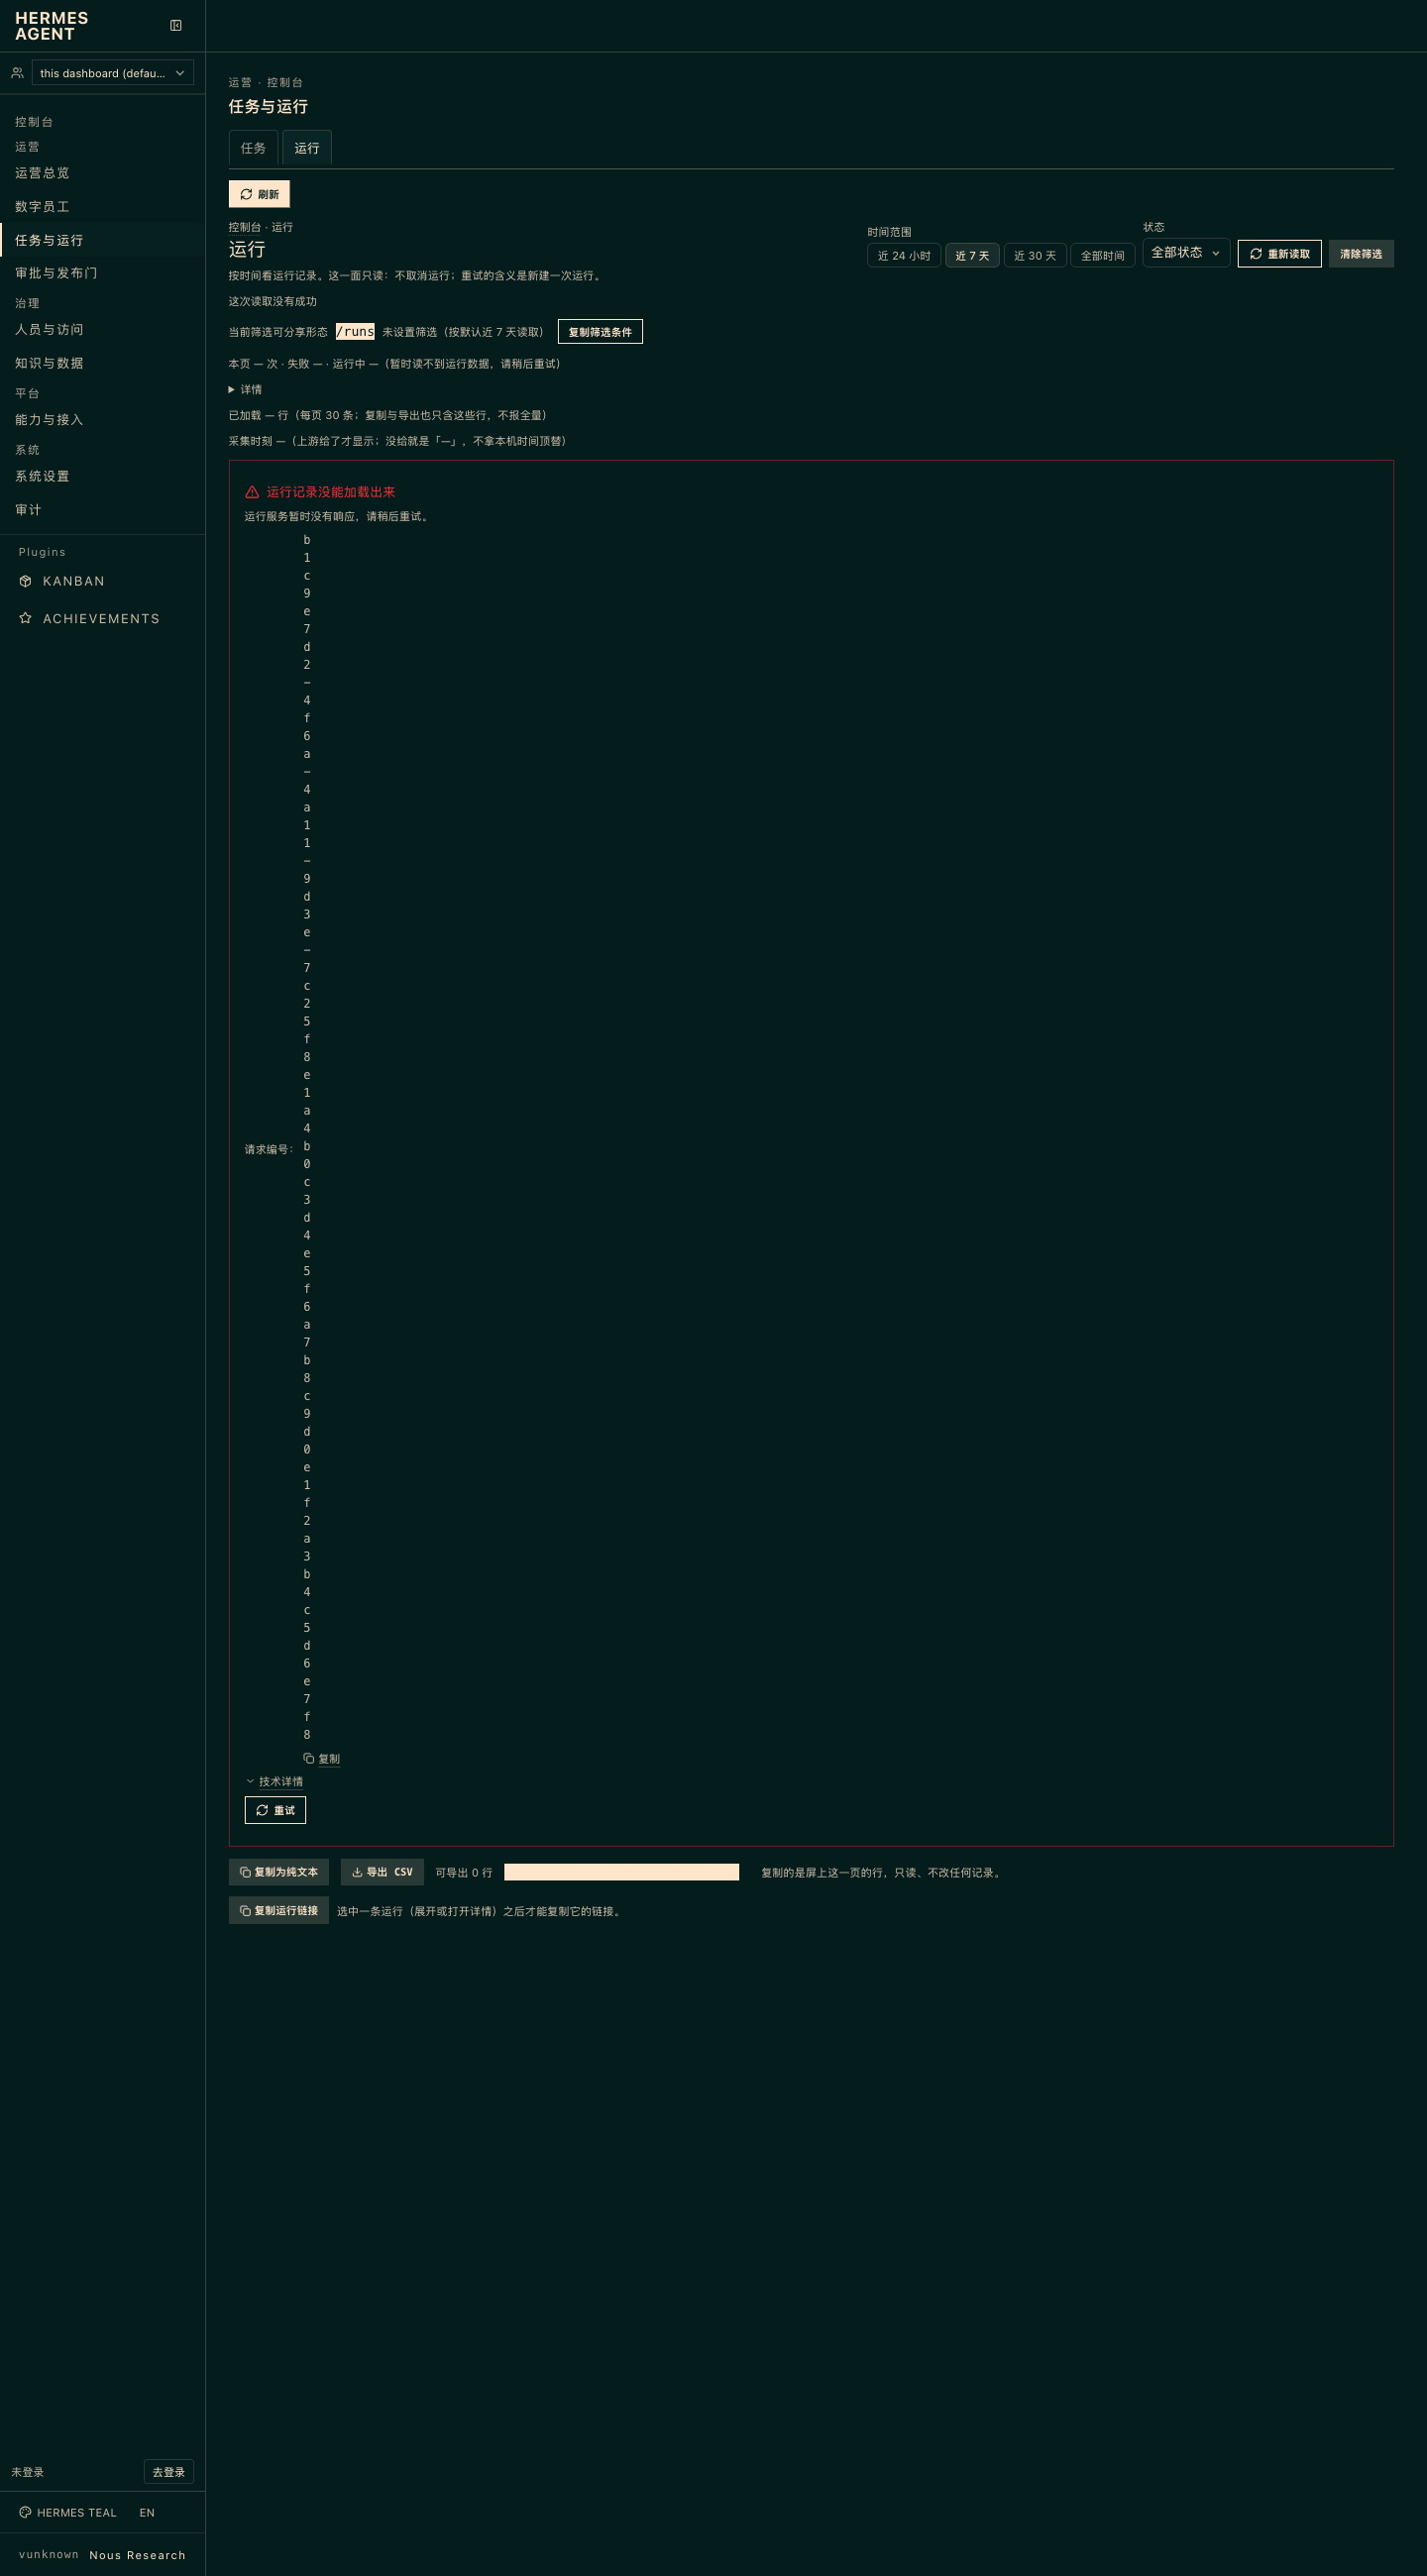 HERMES
AGENT
this dashboard (defau...
控制台
运营
运营总览
数字员工
任务与运行
审批与发布门
治理
人员与访问
知识与数据
平台
能力与接入
系统
系统设置
审计
Plugins
KANBAN
ACHIEVEMENTS
未登录
去登录
HERMES TEAL
EN
vunknown
Nous Research
运营 · 控制台
任务与运行
任务
运行
刷新
控制台 · 运行
运行
按时间看运行记录。这一面只读：不取消运行；重试的含义是新建一次运行。
时间范围
近 24 小时
近 7 天
近 30 天
全部时间
状态
全部状态
重新读取
清除筛选
这次读取没有成功
当前筛选可分享形态 /runs 未设置筛选（按默认近 7 天读取） 复制筛选条件
本页 — 次 · 失败 — · 运行中 —（暂时读不到运行数据，请稍后重试）
详情
已加载 — 行（每页 30 条；复制与导出也只含这些行，不报全量）
采集时刻 —（上游给了才显示；没给就是「—」，不拿本机时间顶替）
运行记录没能加载出来
运行服务暂时没有响应，请稍后重试。
请求编号：
b
1
c
9
e
7
d
2
-
4
f
6
a
-
4
a
1
1
-
9
d
3
e
-
7
c
2
5
f
8
e
1
a
4
b
0
c
3
d
4
e
5
f
6
a
7
b
8
c
9
d
0
e
1
f
2
a
3
b
4
c
5
d
6
e
7
f
8
复制
技术详情
重试
复制为纯文本
导出 CSV
可导出 0 行
复制的是屏上这一页的行，只读、不改任何记录。
复制运行链接
选中一条运行（展开或打开详情）之后才能复制它的链接。